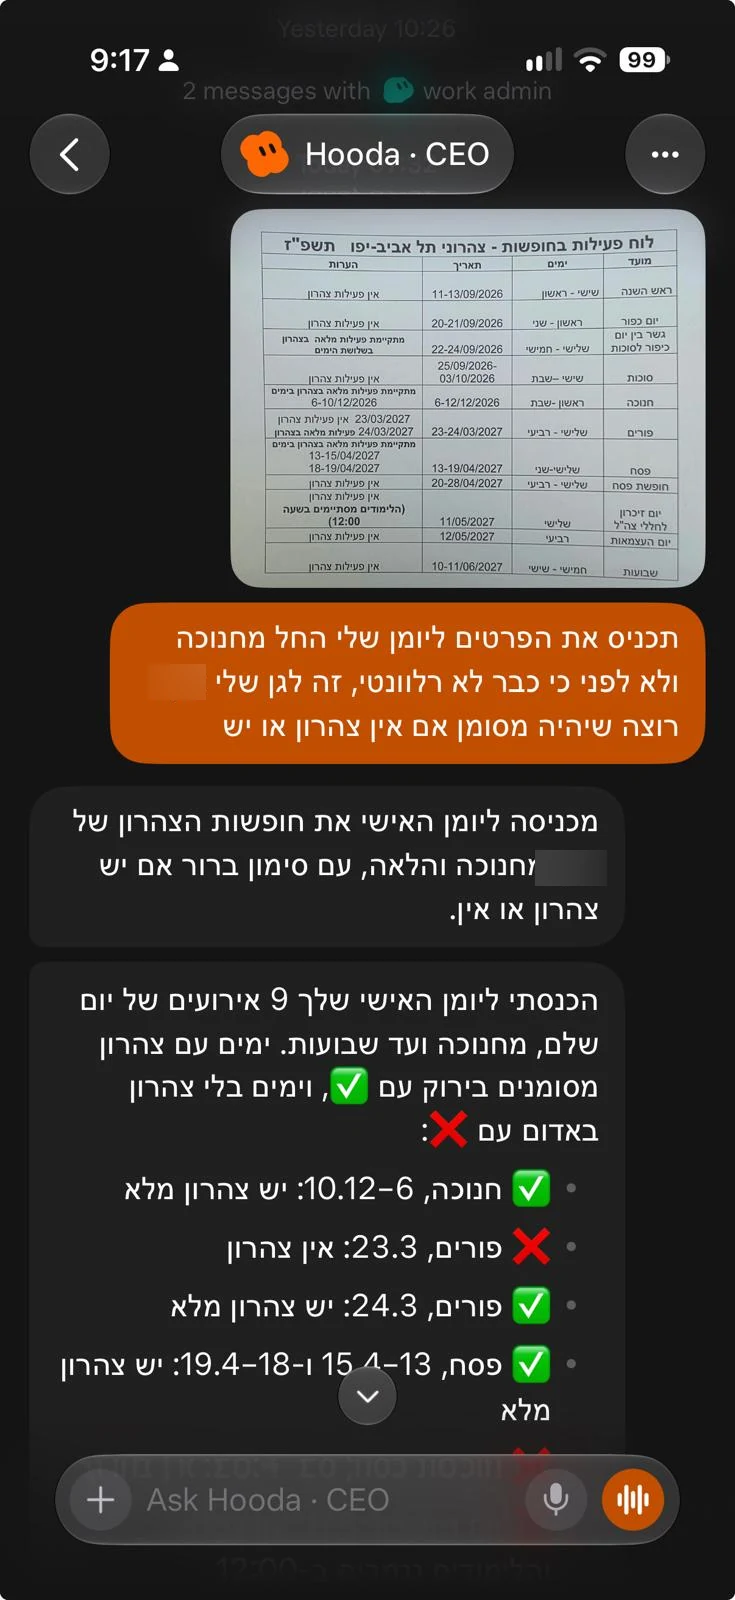 Yesterday 10:26
9:17
99
2 messages with work admin
Hooda · CEO
לוח פעילות בחופשות - צהרוני תל אביב-יפו תשפ"ז
מועד ימים תאריך הערות
ראש השנה שישי - ראשון 11-13/09/2026 אין פעילות צהרון
יום כפור ראשון - שני 20-21/09/2026 אין פעילות צהרון
גשר בין יום כיפור לסוכות שלישי - חמישי 22-24/09/2026 מתקיימת פעילות מלאה בצהרון בשלושת הימים
סוכות שישי –שבת 25/09/2026-03/10/2026 אין פעילות צהרון
חנוכה ראשון -שבת 6-12/12/2026 מתקיימת פעילות מלאה בצהרון בימים 6-10/12/2026
פורים שלישי - רביעי 23-24/03/2027 23/03/2027 אין פעילות צהרון
24/03/2027 פעילות מלאה בצהרון
פסח שלישי-שני 13-19/04/2027 מתקיימת פעילות מלאה בצהרון בימים
13-15/04/2027
18-19/04/2027
חופשת פסח שלישי - רביעי 20-28/04/2027 אין פעילות צהרון
יום זיכרון לחללי צה"ל שלישי 11/05/2027 אין פעילות צהרון
(הלימודים מסתיימים בשעה 12:00)
יום העצמאות רביעי 12/05/2027 אין פעילות צהרון
שבועות חמישי - שישי 10-11/06/2027 אין פעילות צהרון
תכניס את הפרטים ליומן שלי החל מחנוכה
ולא לפני כי כבר לא רלוונטי, זה לגן שלי
רוצה שיהיה מסומן אם אין צהרון או יש
מכניסה ליומן האישי את חופשות הצהרון של
מחנוכה והלאה, עם סימון ברור אם יש
צהרון או אין.
הכנסתי ליומן האישי שלך 9 אירועים של יום
שלם, מחנוכה ועד שבועות. ימים עם צהרון
מסומנים בירוק עם ✅, וימים בלי צהרון
באדום עם ❌:
• ✅ חנוכה, 6–10.12: יש צהרון מלא
• ❌ פורים, 23.3: אין צהרון
• ✅ פורים, 24.3: יש צהרון מלא
• ✅ פסח, 13–15.4 ו-18–19.4: יש צהרון
מלא
Ask Hooda · CEO